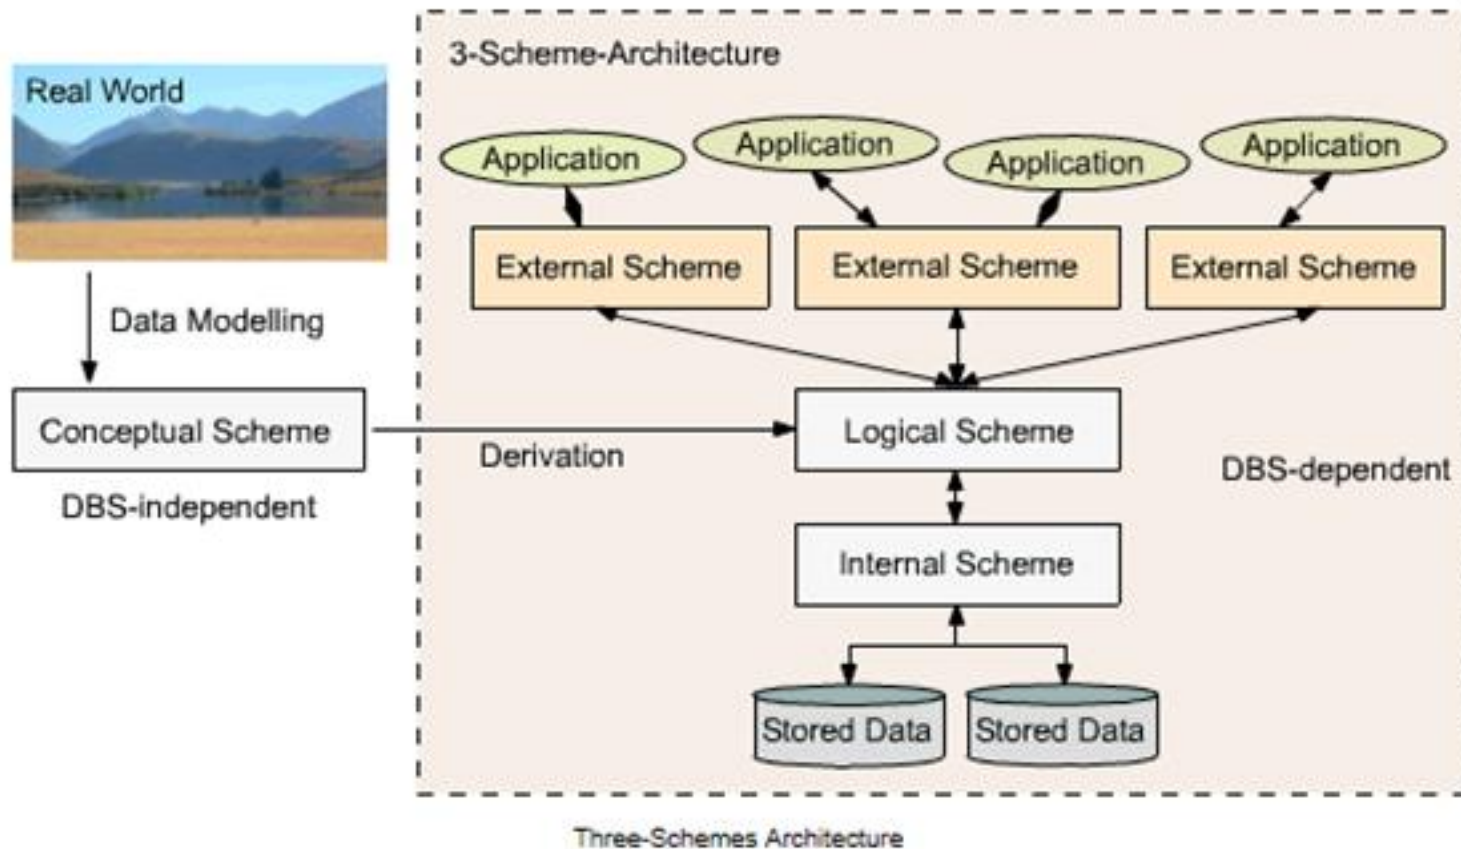 3-Scheme-Architecture
Real World
Application
Application
Application
Application
External Scheme
External Scheme
External Scheme
Data Modelling
Conceptual Scheme
Logical Scheme
Derivation
DBS-dependent
DBS-independent
Internal Scheme
Stored Data
Stored Data
Three-Schemes Architecture